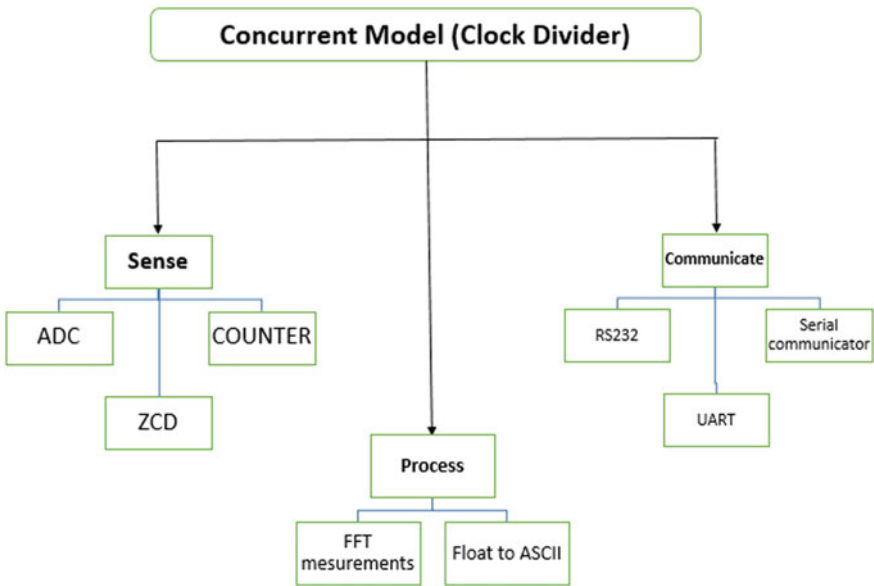 Concurrent Model (Clock Divider)
Sense
ADC
COUNTER
ZCD
Communicate
RS232
Serial
communicator
UART
Process
FFT
mesurements
Float to ASCII